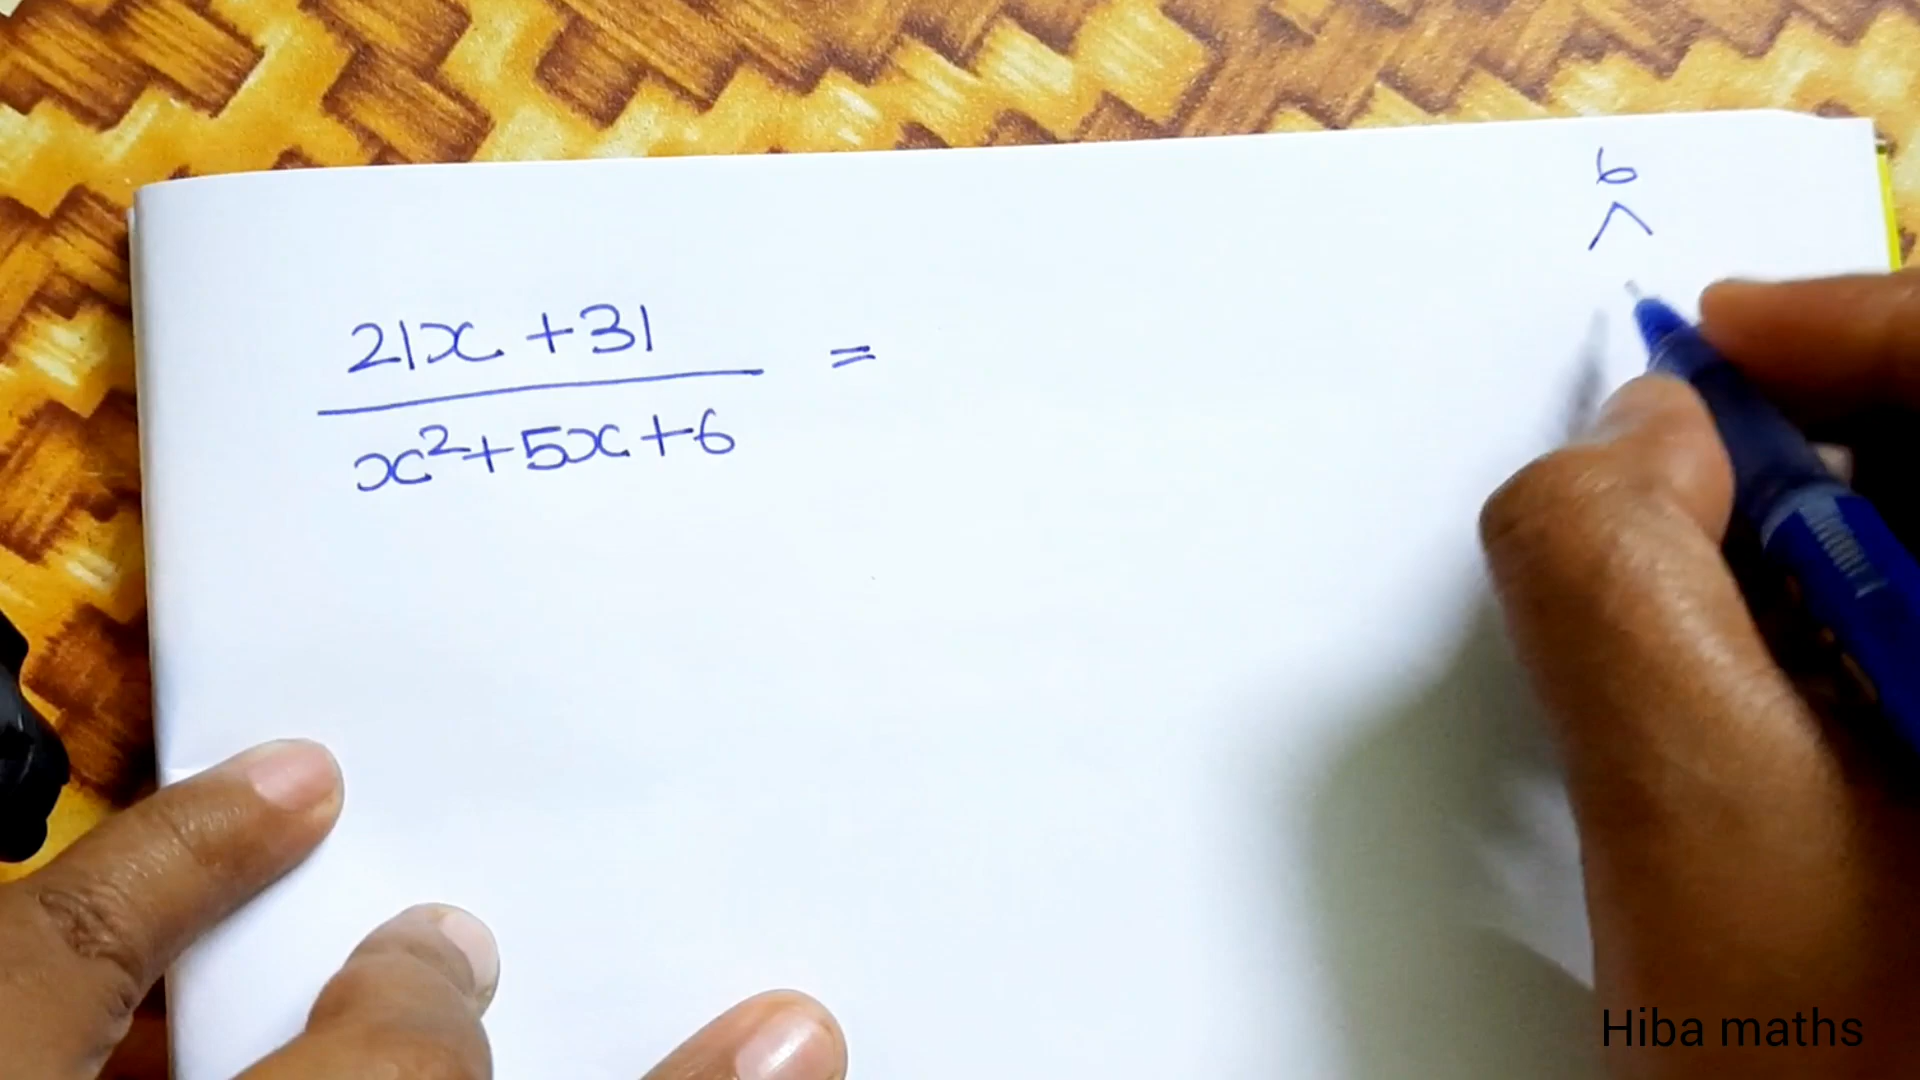 6
21x + 31 =
x² + 5x + 6
Hiba maths